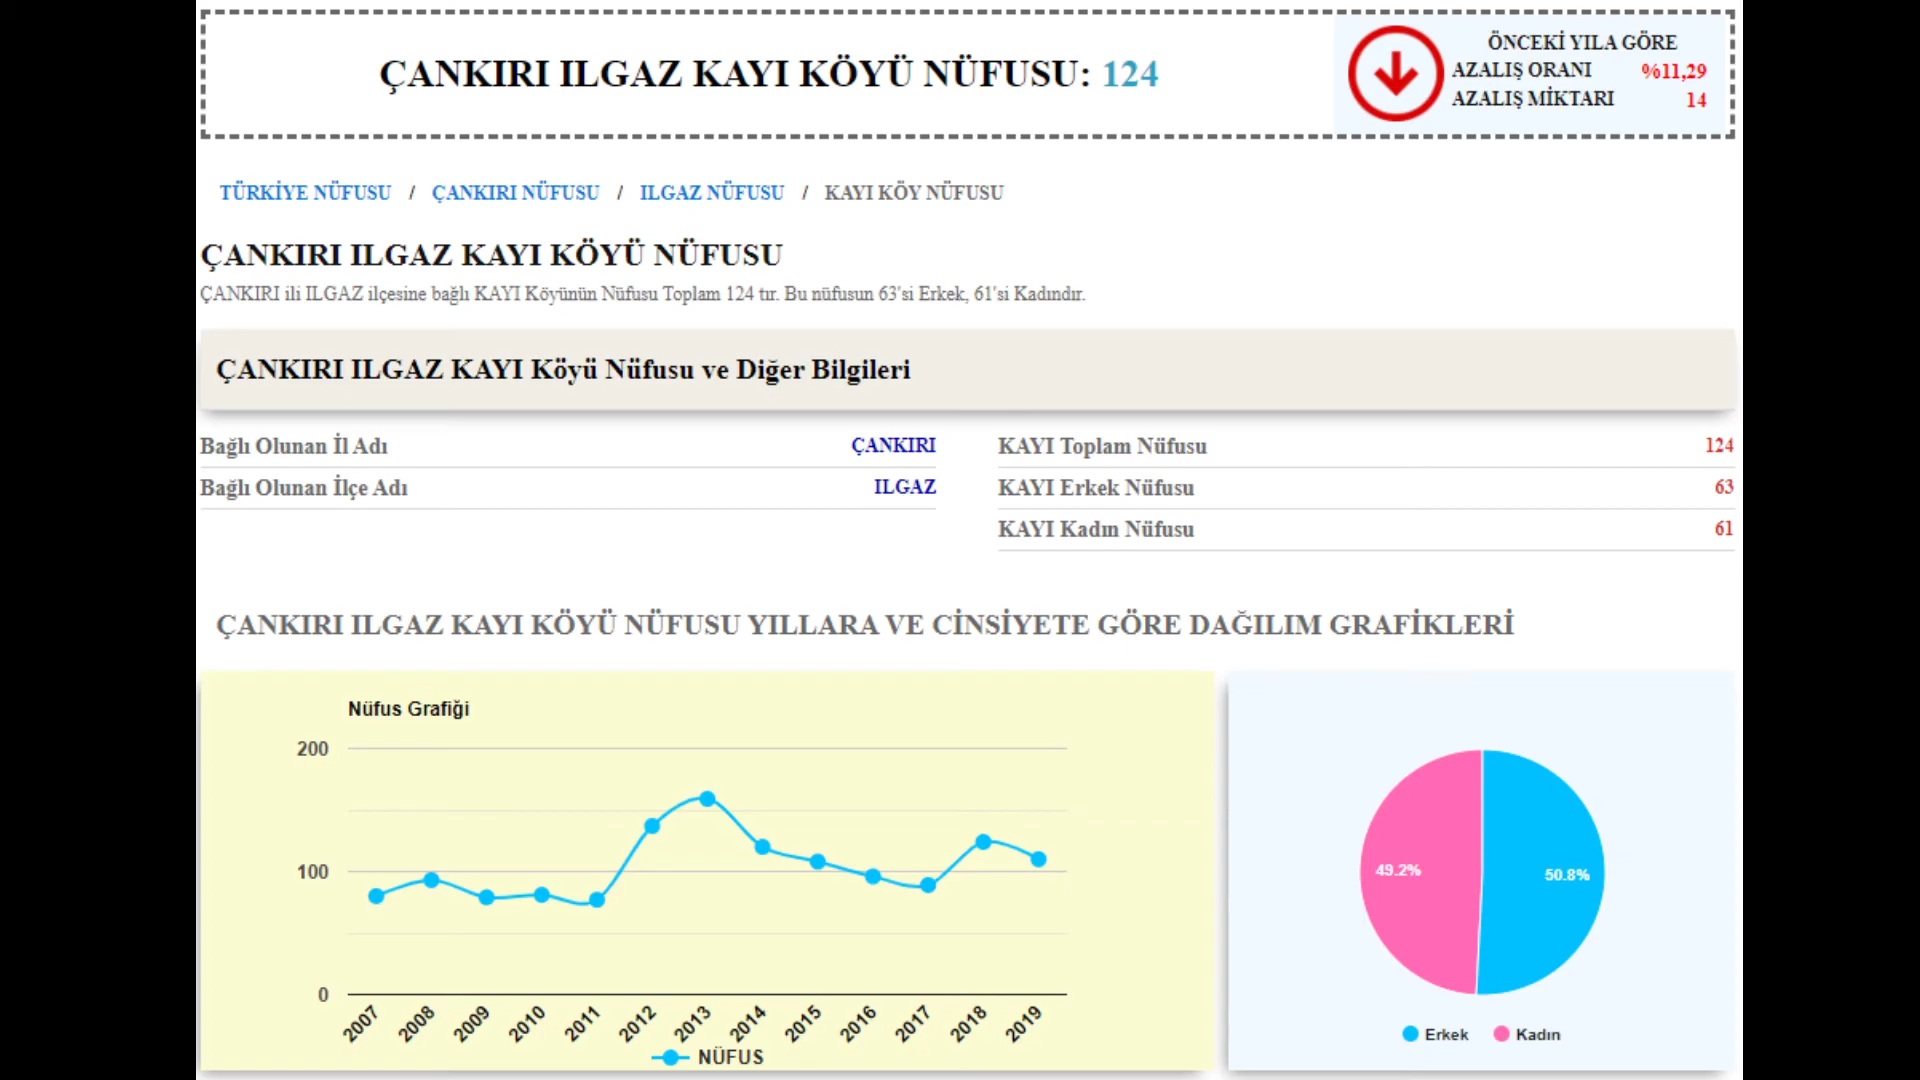 ÇANKIRI ILGAZ KAYI KÖYÜ NÜFUSU: 124
ÖNCEKİ YILA GÖRE
AZALIŞ ORANI %11,29
AZALIŞ MİKTARI 14
TÜRKİYE NÜFUSU / ÇANKIRI NÜFUSU / ILGAZ NÜFUSU / KAYI KÖY NÜFUSU
ÇANKIRI ILGAZ KAYI KÖYÜ NÜFUSU
ÇANKIRI ili ILGAZ ilçesine bağlı KAYI Köyünün Nüfusu Toplam 124 tır. Bu nüfusun 63'si Erkek, 61'si Kadındır.
ÇANKIRI ILGAZ KAYI Köyü Nüfusu ve Diğer Bilgileri
Bağlı Olunan İl Adı ÇANKIRI
Bağlı Olunan İlçe Adı ILGAZ
KAYI Toplam Nüfusu 124
KAYI Erkek Nüfusu 63
KAYI Kadın Nüfusu 61
ÇANKIRI ILGAZ KAYI KÖYÜ NÜFUSU YILLARA VE CİNSİYETE GÖRE DAĞILIM GRAFİKLERİ
Nüfus Grafiği
200
100
0
2007 2008 2009 2010 2011 2012 2013 2014 2015 2016 2017 2018 2019
NÜFUS
49.2% 50.8%
Erkek Kadın